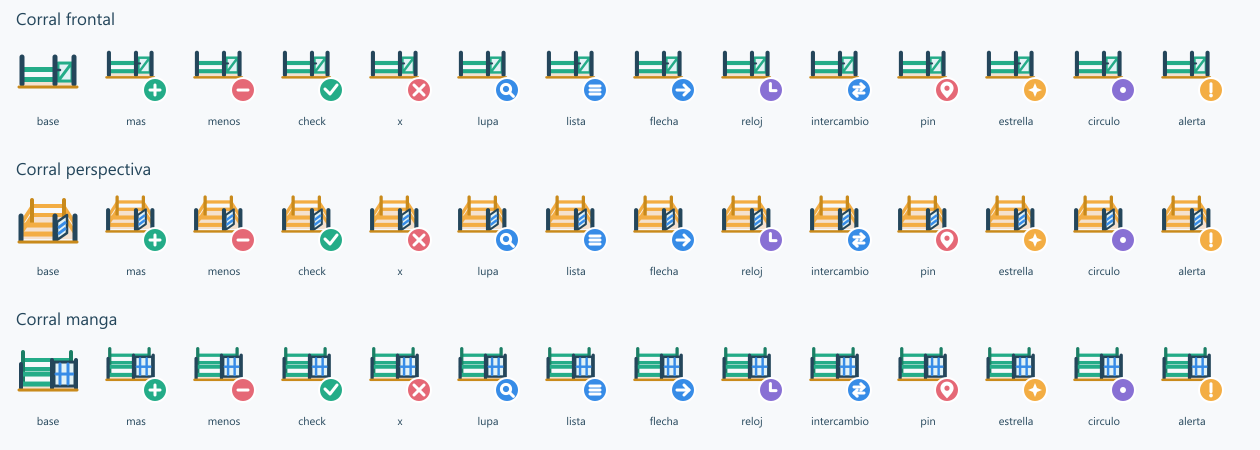 Corral frontal
base mas menos check x lupa lista flecha reloj intercambio pin estrella circulo alerta
Corral perspectiva
base mas menos check x lupa lista flecha reloj intercambio pin estrella circulo alerta
Corral manga
base mas menos check x lupa lista flecha reloj intercambio pin estrella circulo alerta